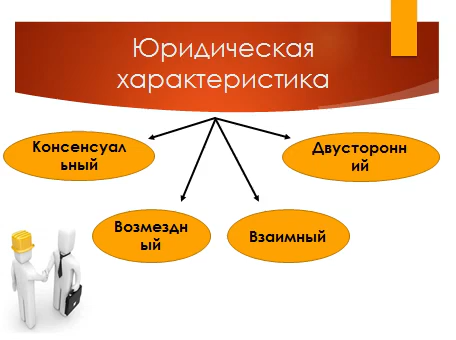 Юридическая
характеристика
Консенсуал
ьный
Двусторонн
ий
Возмездн
ый
Взаимный